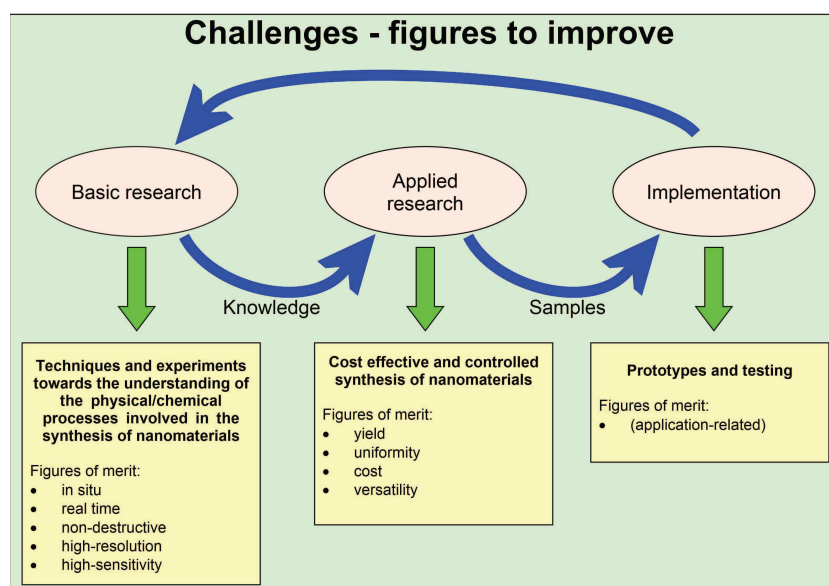 Challenges - figures to improve
Basic research
Applied
research
Implementation
Knowledge
Samples
Techniques and experiments
towards the understanding of
the physical/chemical
processes involved in the
synthesis of nanomaterials
Figures of merit:
• in situ
• real time
• non-destructive
• high-resolution
• high-sensitivity
Cost effective and controlled
synthesis of nanomaterials
Figures of merit:
• yield
• uniformity
• cost
• versatility
Prototypes and testing
Figures of merit:
• (application-related)